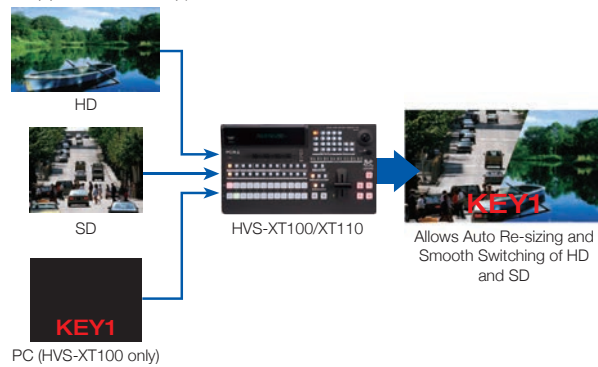 HD
SD
KEY1
PC (HVS-XT100 only)
HVS-XT100/XT110
KEY1
Allows Auto Re-sizing and
Smooth Switching of HD
and SD